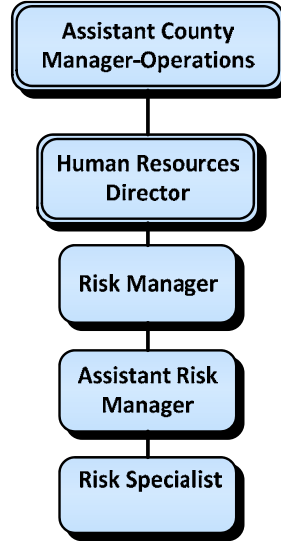 Assistant County
Manager-Operations
Human Resources
Director
Risk Manager
Assistant Risk
Manager
Risk Specialist